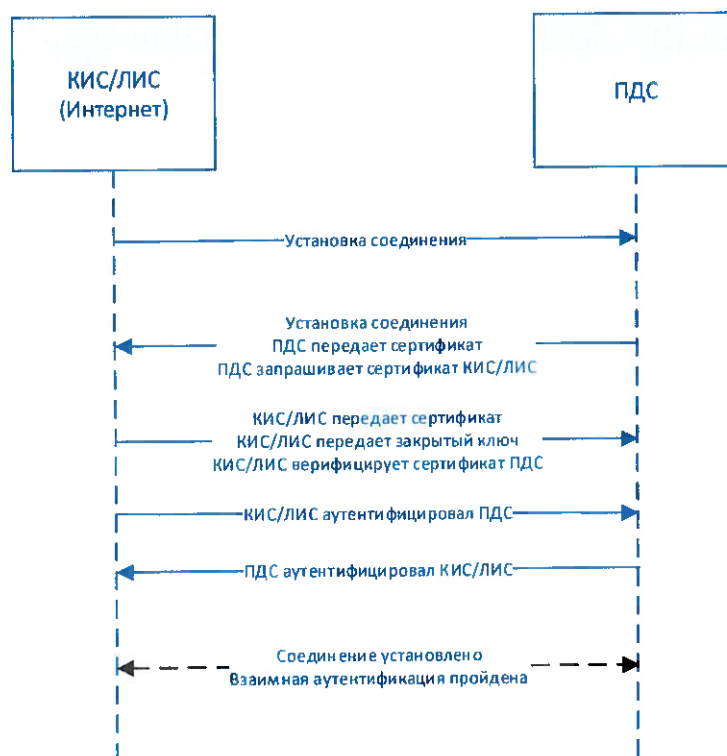 КИС/ЛИС
(Интернет)
ПДС
Установка соединения
Установка соединения
ПДС передает сертификат
ПДС запрашивает сертификат КИС/ЛИС
КИС/ЛИС передает сертификат
КИС/ЛИС передает закрытый ключ
КИС/ЛИС верифицирует сертификат ПДС
КИС/ЛИС аутентифицировал ПДС
ПДС аутентифицировал КИС/ЛИС
Соединение установлено
Взаимная аутентификация пройдена